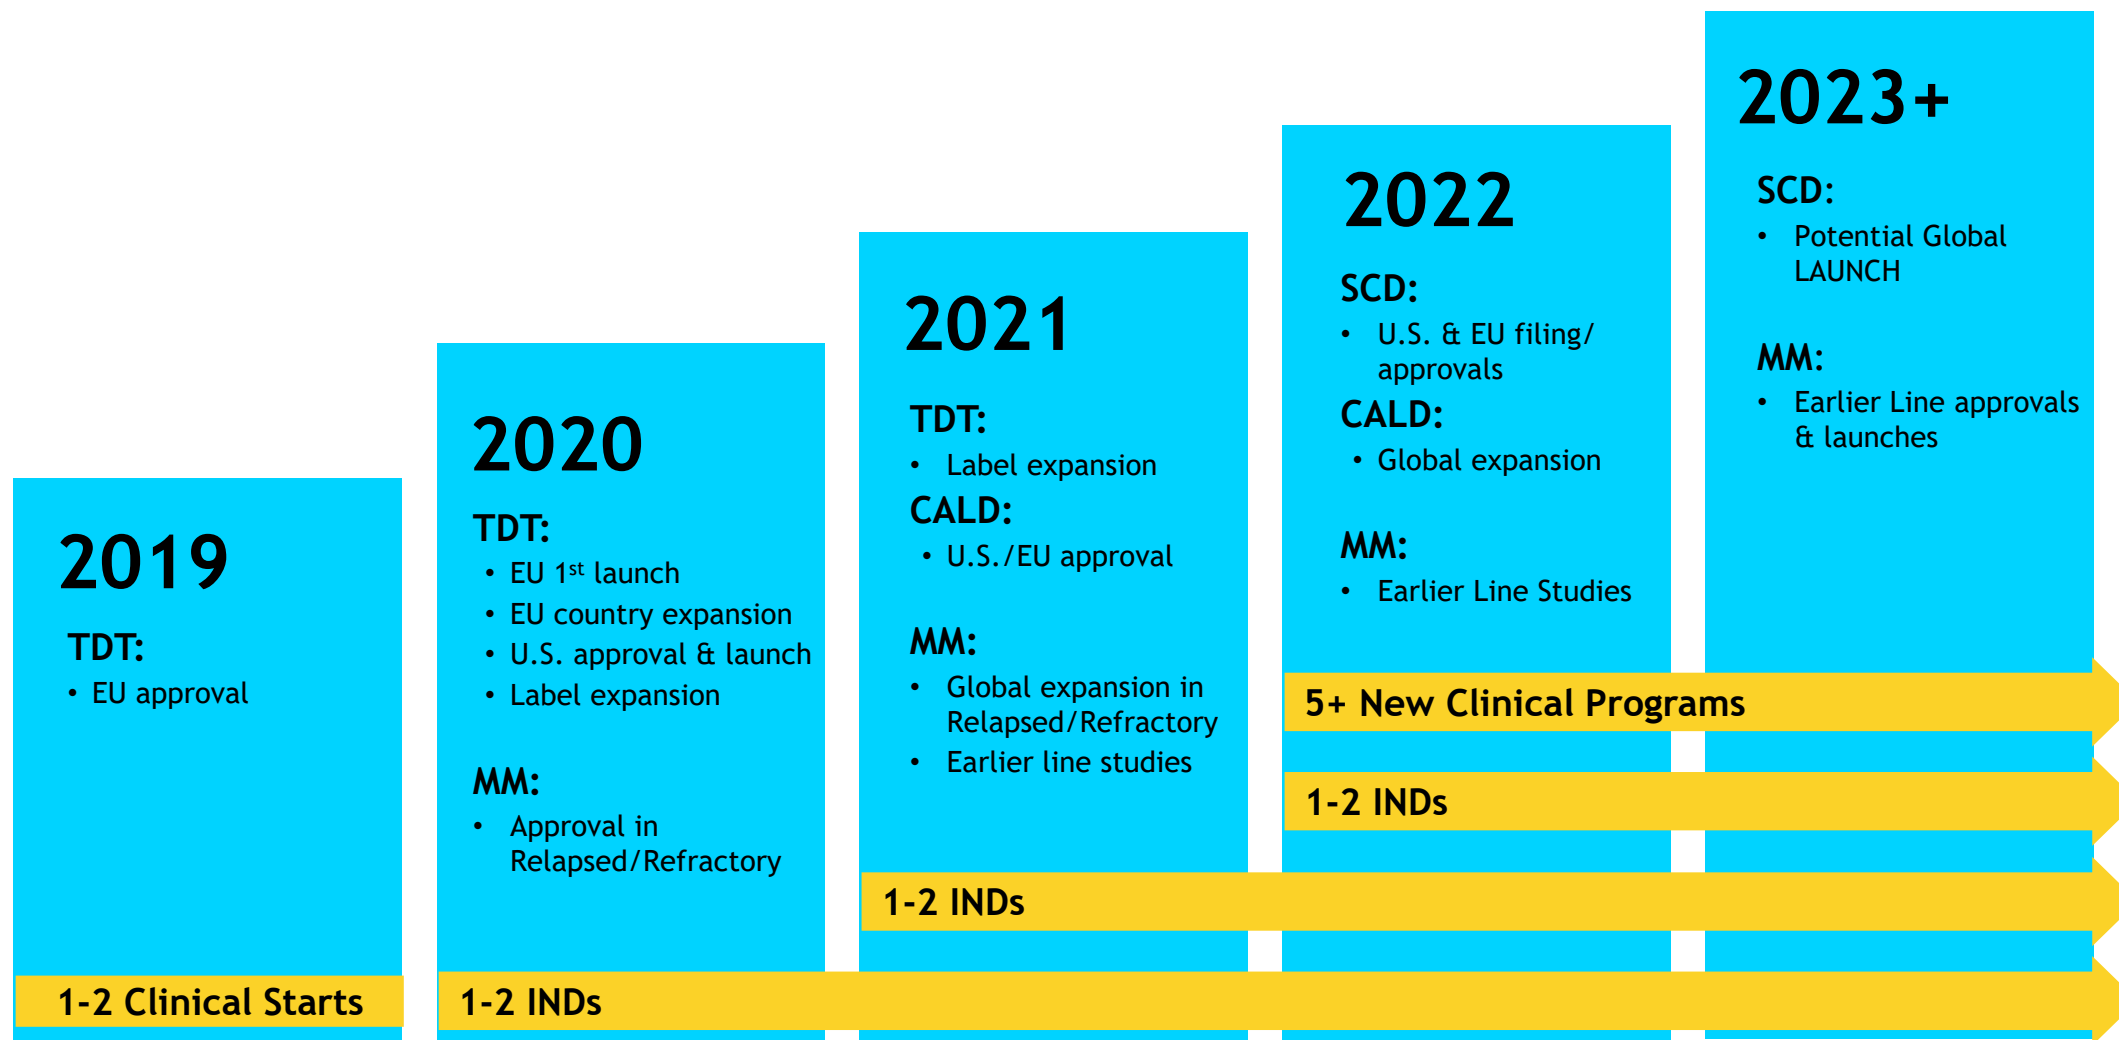 2019
TDT:
• EU approval
1-2 Clinical Starts
2020
TDT:
• EU 1st launch
• EU country expansion
• U.S. approval & launch
• Label expansion
MM:
• Approval in
Relapsed/Refractory
1-2 INDs
2021
TDT:
• Label expansion
CALD:
• U.S./EU approval
MM:
• Global expansion in
Relapsed/Refractory
• Earlier line studies
1-2 INDs
2022
SCD:
• U.S. & EU filing/
approvals
CALD:
• Global expansion
MM:
• Earlier Line Studies
5+ New Clinical Programs
1-2 INDs
2023+
SCD:
• Potential Global
LAUNCH
MM:
• Earlier Line approvals
& launches